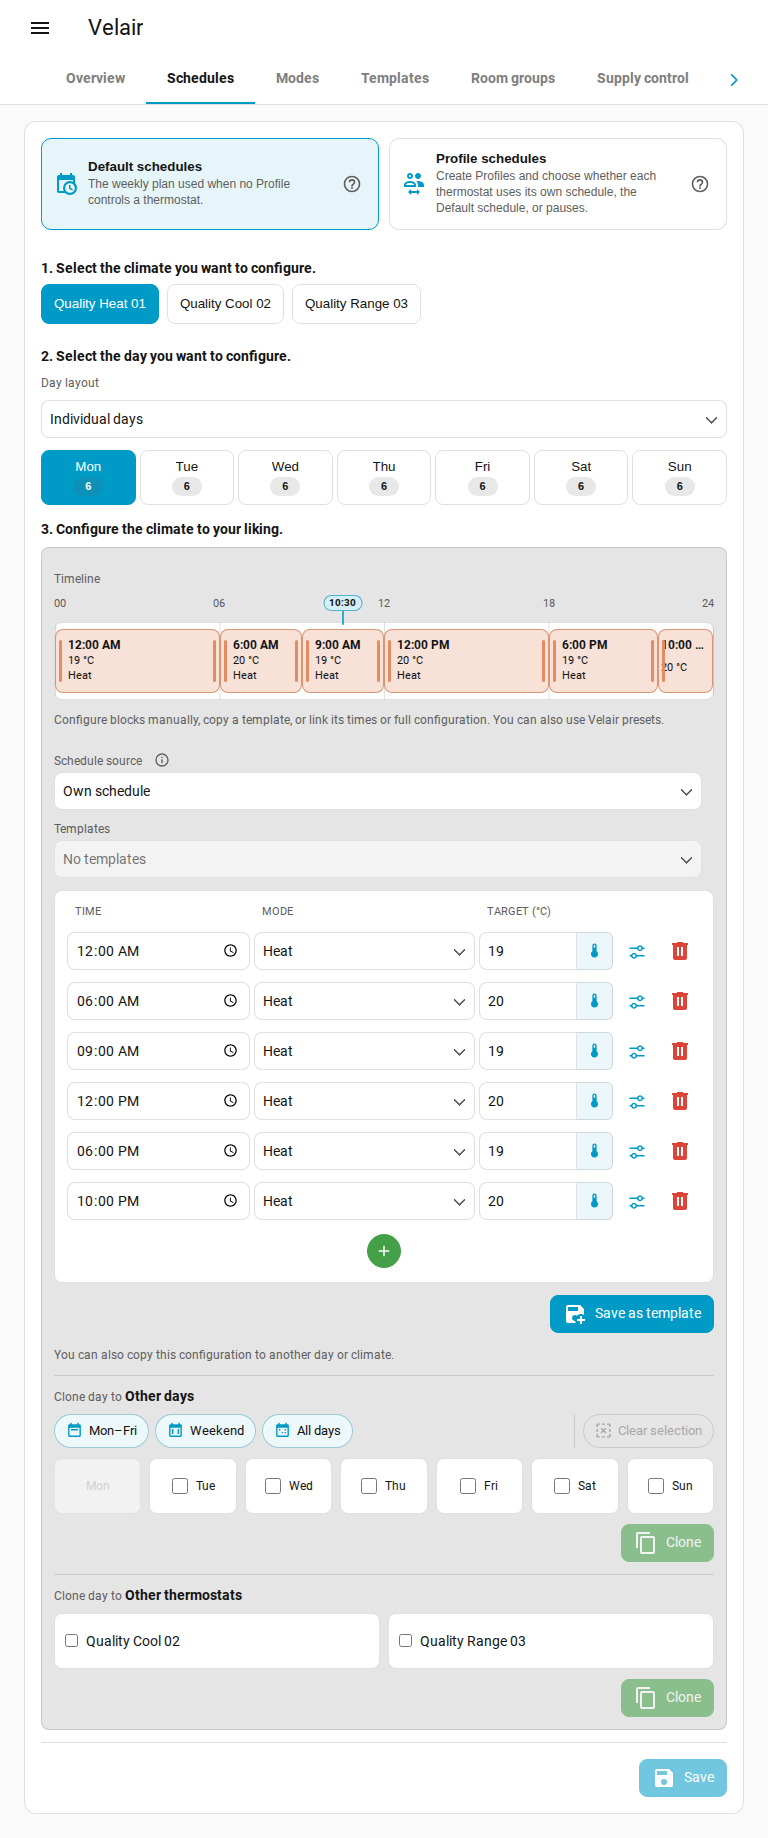 Velair
Overview Schedules Modes Templates Room groups Supply control
Default schedules
The weekly plan used when no Profile
controls a thermostat.
Profile schedules
Create Profiles and choose whether each
thermostat uses its own schedule, the
Default schedule, or pauses.
1. Select the climate you want to configure.
Quality Heat 01 Quality Cool 02 Quality Range 03
2. Select the day you want to configure.
Day layout
Individual days
Mon Tue Wed Thu Fri Sat Sun
6 6 6 6 6 6 6
3. Configure the climate to your liking.
Timeline
00 06 10:30 12 18 24
12:00 AM 6:00 AM 9:00 AM 12:00 PM 6:00 PM 10:00 ...
19 °C 20 °C 19 °C 20 °C 19 °C 20 °C
Heat Heat Heat Heat Heat
Configure blocks manually, copy a template, or link its times or full configuration. You can also use Velair presets.
Schedule source
Own schedule
Templates
No templates
TIME MODE TARGET (°C)
12:00 AM Heat 19
06:00 AM Heat 20
09:00 AM Heat 19
12:00 PM Heat 20
06:00 PM Heat 19
10:00 PM Heat 20
Save as template
You can also copy this configuration to another day or climate.
Clone day to Other days
Mon–Fri Weekend All days Clear selection
Mon Tue Wed Thu Fri Sat Sun
Clone
Clone day to Other thermostats
Quality Cool 02 Quality Range 03
Clone
Save